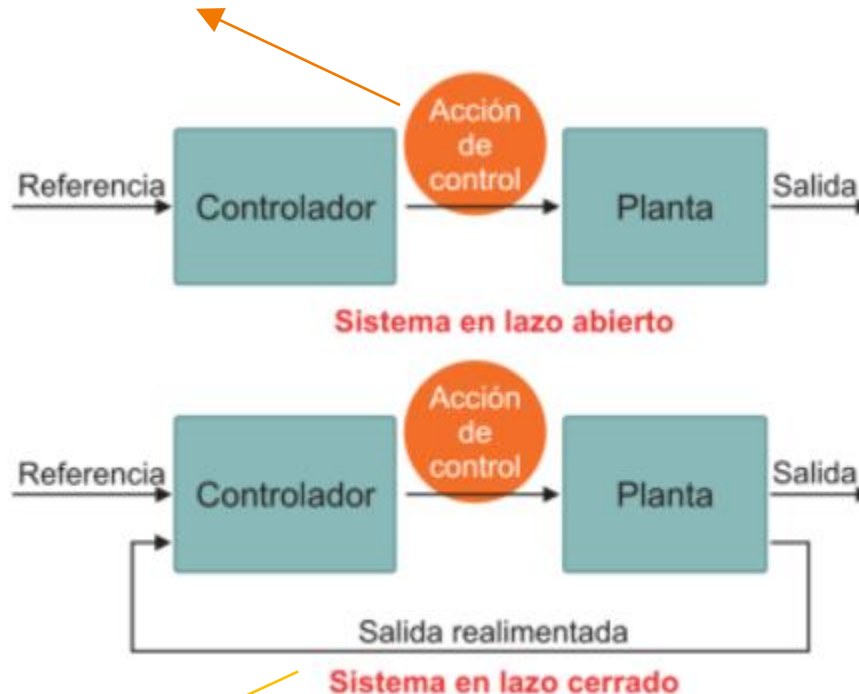 Acción
de
control
Referencia
Controlador
Planta
Salida
Sistema en lazo abierto
Acción
de
control
Referencia
Controlador
Planta
Salida
Salida realimentada
Sistema en lazo cerrado